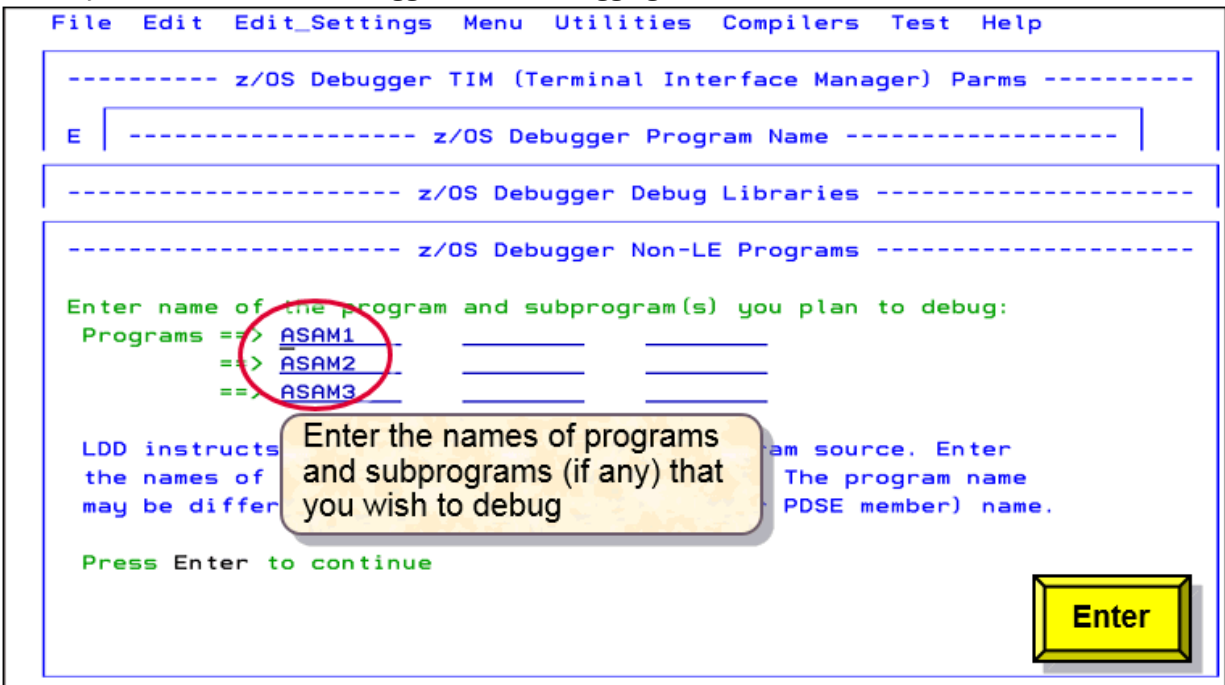 File Edit Edit_Settings Menu Utilities Compilers Test Help
---------- z/OS Debugger TIM (Terminal Interface Manager) Parms ----------
E ------------------- z/OS Debugger Program Name ------------------
---------------------- z/OS Debugger Debug Libraries ---------------------
---------------------- z/OS Debugger Non-LE Programs ---------------------
Enter name of the program and subprogram(s) you plan to debug:
Programs ==> ASAM1
==> ASAM2
==> ASAM3
Enter the names of programs
and subprograms (if any) that
you wish to debug
LDD instructs am source. Enter
the names of The program name
may be differ PDSE member) name.
Press Enter to continue
Enter